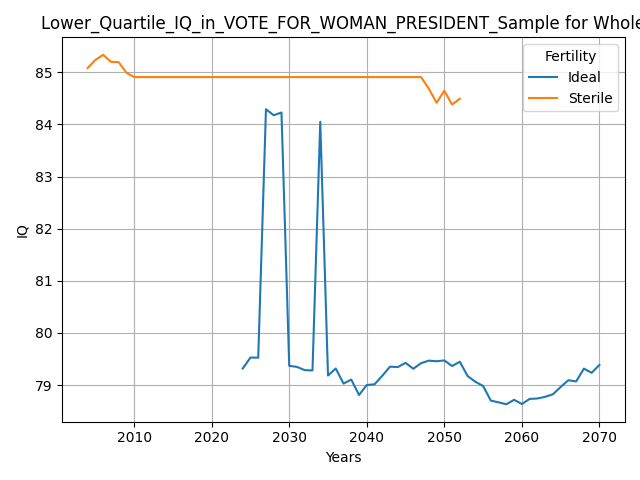 Lower_Quartile_IQ_in_VOTE_FOR_WOMAN_PRESIDENT_Sample for Whole
Fertility
Ideal
Sterile
IQ
85
84
83
82
81
80
79
2010 2020 2030 2040 2050 2060 2070
Years